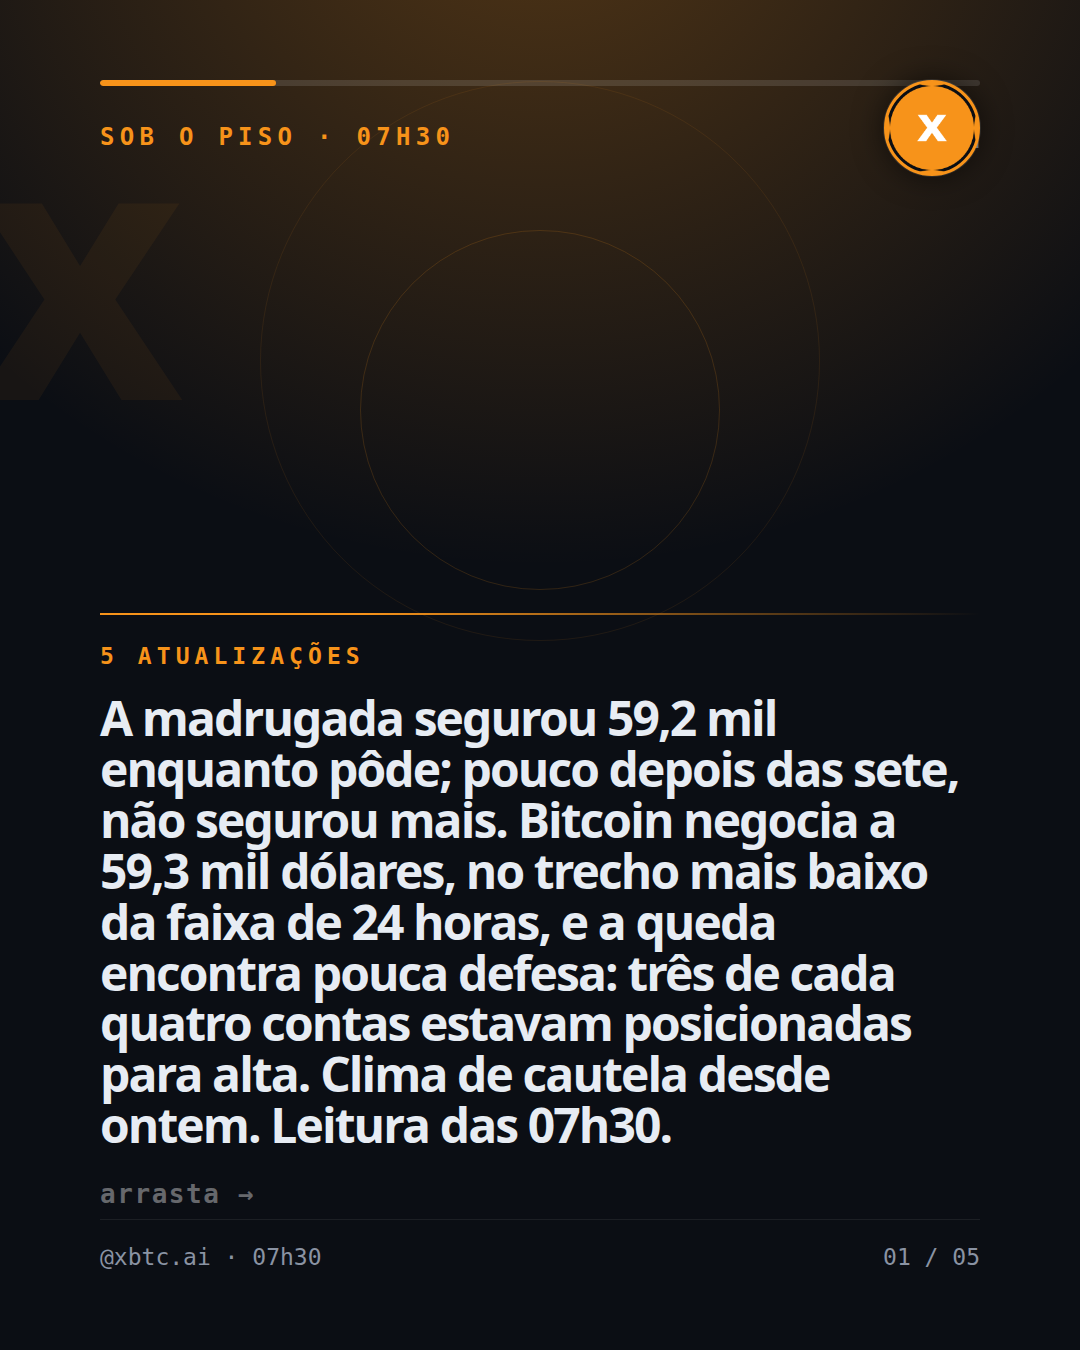 SOB O PISO · 07H30
x
x
5 ATUALIZAÇÕES
A madrugada segurou 59,2 mil
enquanto pôde; pouco depois das sete,
não segurou mais. Bitcoin negocia a
59,3 mil dólares, no trecho mais baixo
da faixa de 24 horas, e a queda
encontra pouca defesa: três de cada
quatro contas estavam posicionadas
para alta. Clima de cautela desde
ontem. Leitura das 07h30.
arrasta →
@xbtc.ai · 07h30
01 / 05